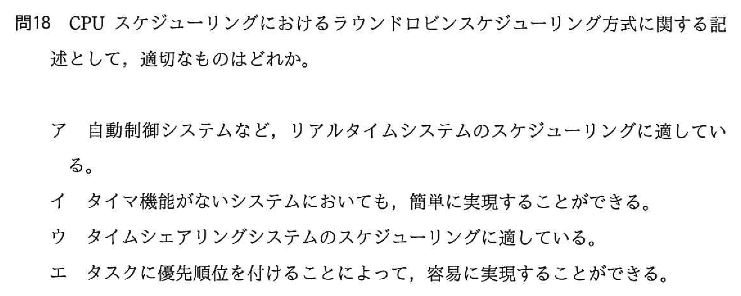 問18 CPU スケジューリングにおけるラウンドロビンスケジューリング方式に関する記
述として，適切なものはどれか。
ア 自動制御システムなど，リアルタイムシステムのスケジューリングに適してい
る。
イ タイマ機能がないシステムにおいても，簡単に実現することができる。
ウ タイムシェアリングシステムのスケジューリングに適している。
エ タスクに優先順位を付けることによって，容易に実現することができる。